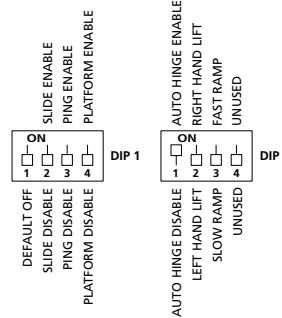 SLIDE ENABLE
PING ENABLE
PLATFORM ENABLE
ON
1 2 3 4
DIP 1
DEFAULT OFF
SLIDE DISABLE
PING DISABLE
PLATFORM DISABLE
AUTO HINGE ENABLE
RIGHT HAND LIFT
FAST RAMP
UNUSED
ON
1 2 3 4
DIP
AUTO HINGE DISABLE
LEFT HAND LIFT
SLOW RAMP
UNUSED